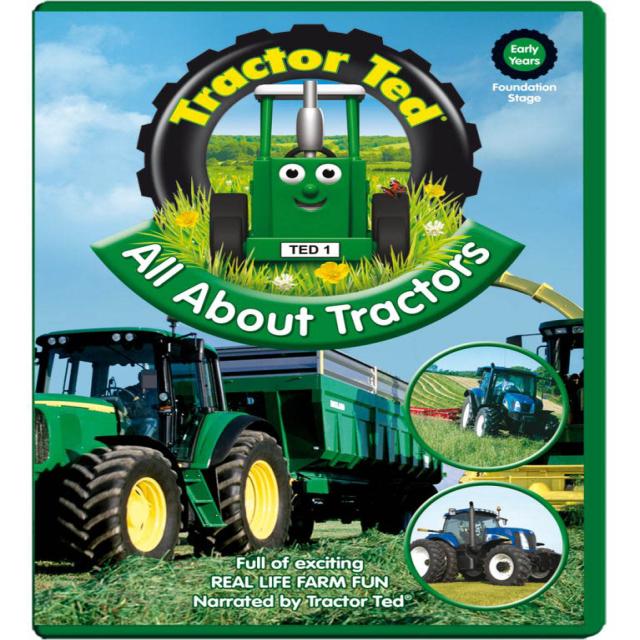 Tractor Ted®
Early
Years
Foundation
Stage
TED 1
All About Tractors
Full of exciting
REAL LIFE FARM FUN
Narrated by Tractor Ted®